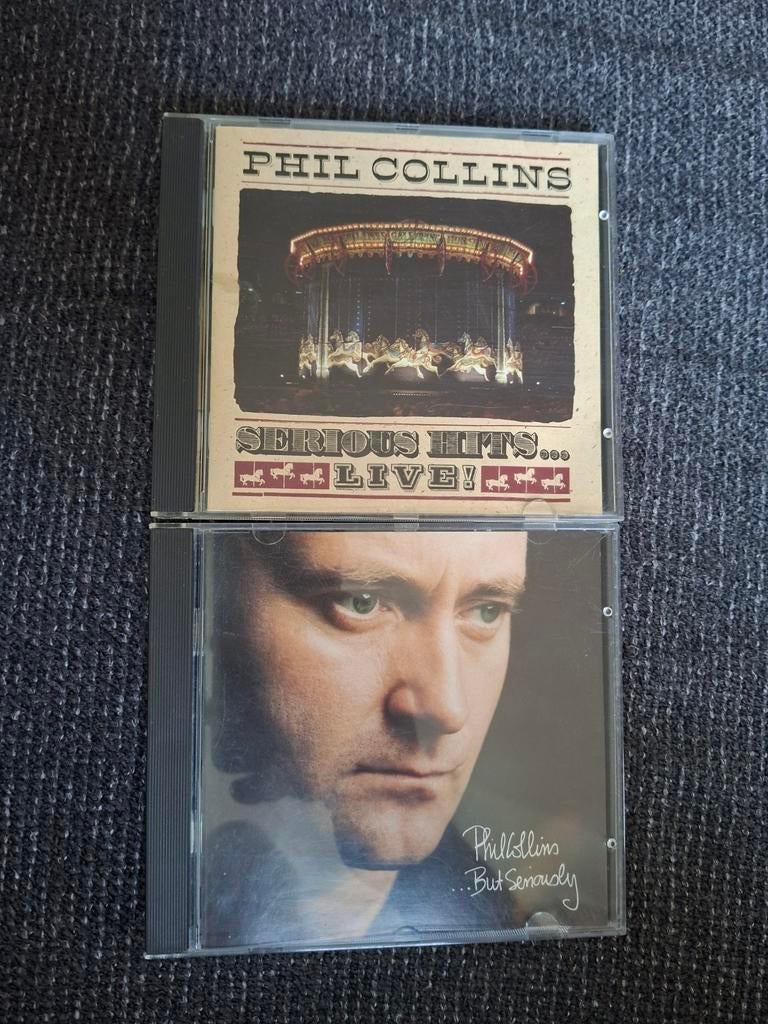 PHIL COLLINS
SERIOUS HITS...
LIVE!
Phil Collins
...But Seriously